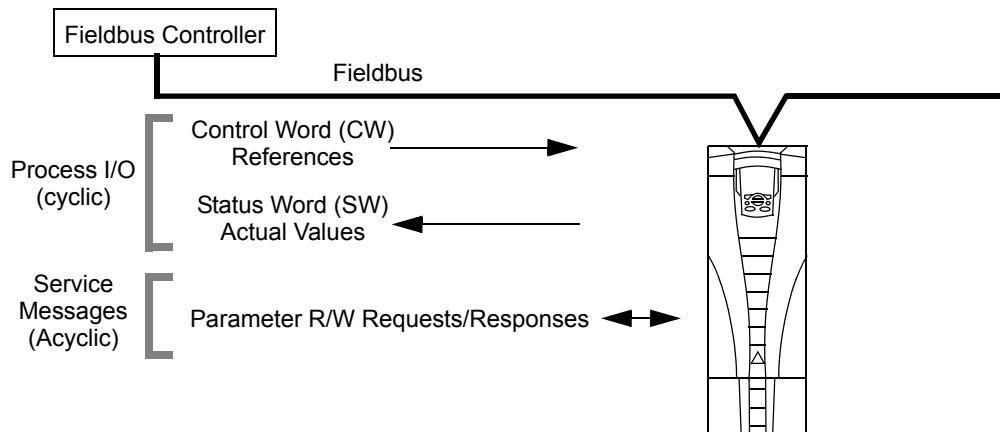 Fieldbus Controller
Fieldbus
Process I/O
(cyclic)
Control Word (CW)
References
Status Word (SW)
Actual Values
Service
Messages
(Acyclic)
Parameter R/W Requests/Responses